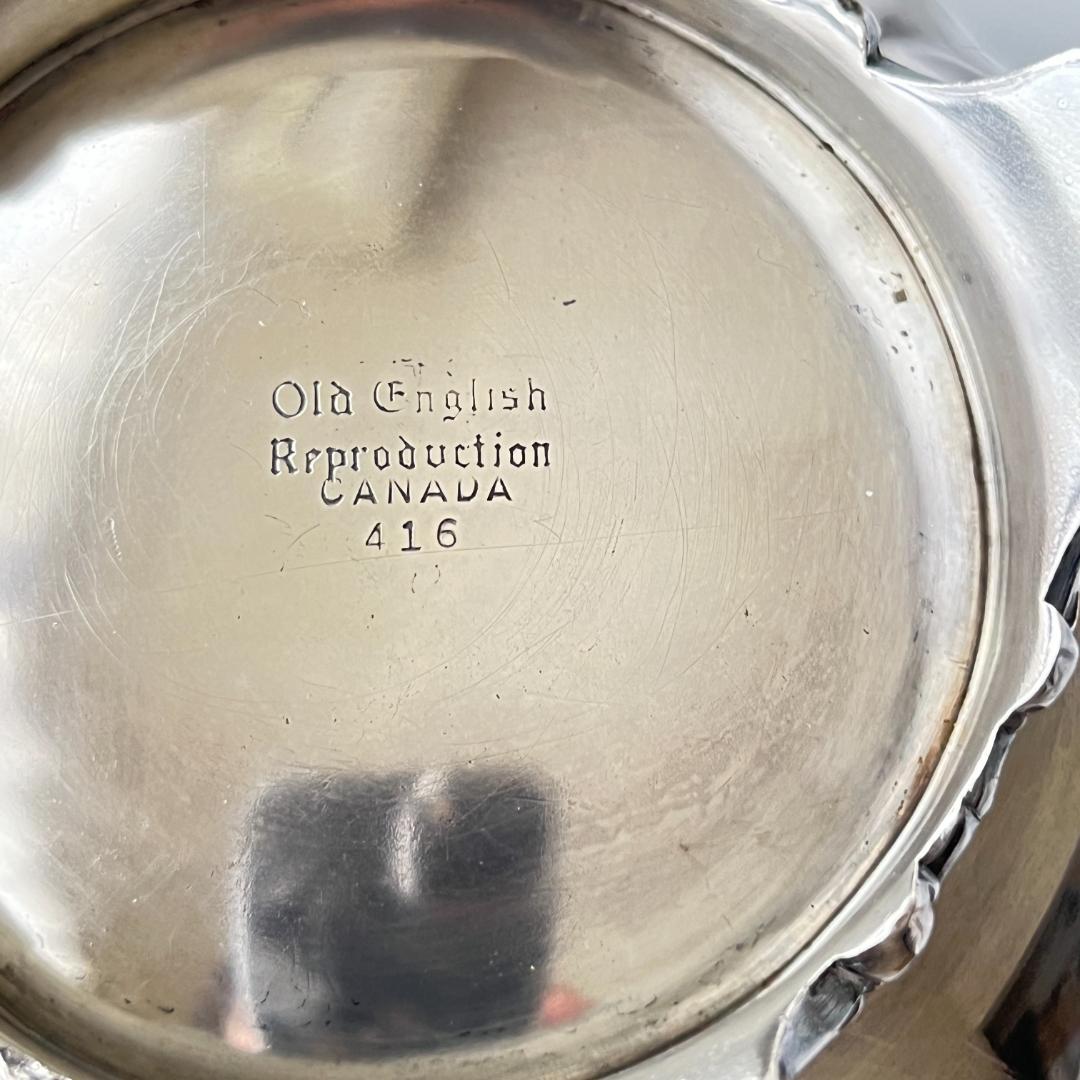 Old English
Reproduction
CANADA
416